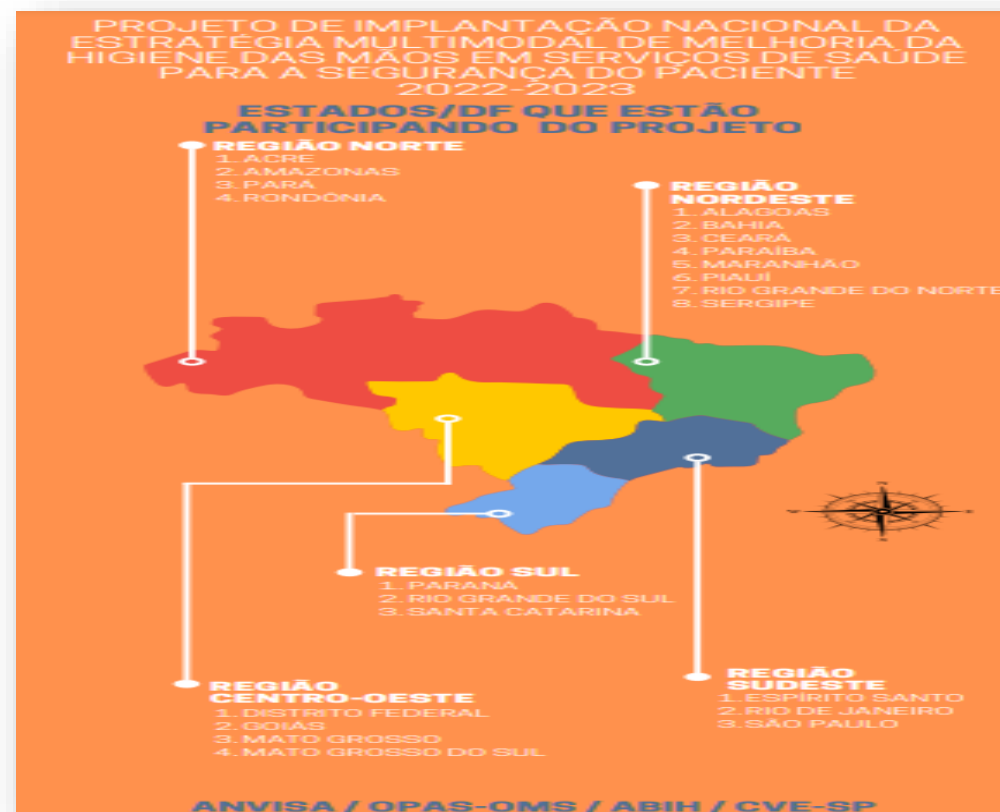 PROJETO DE IMPLANTAÇÃO NACIONAL DA
ESTRATÉGIA MULTIMODAL DE MELHORIA DA
HIGIENE DAS MÃOS EM SERVIÇOS DE SAÚDE
PARA A SEGURANÇA DO PACIENTE
2022-2023
ESTADOS/DF QUE ESTÃO
PARTICIPANDO DO PROJETO
REGIÃO NORTE
1. ACRE
2. AMAZONAS
3. PARÁ
4. RONDÔNIA
REGIÃO
NORDESTE
1. ALAGOAS
2. BAHIA
3. CEARÁ
4. PARAÍBA
5. MARANHÃO
6. PIAUÍ
7. RIO GRANDE DO NORTE
8. SERGIPE
REGIÃO SUL
1. PARANÁ
2. RIO GRANDE DO SUL
3. SANTA CATARINA
REGIÃO
CENTRO-OESTE
1. DISTRITO FEDERAL
2. GOIÁS
3. MATO GROSSO
4. MATO GROSSO DO SUL
REGIÃO
SUDESTE
1. ESPÍRITO SANTO
2. RIO DE JANEIRO
3. SÃO PAULO
ANVISA / OPAS-OMS / ABIH / CVE-SP